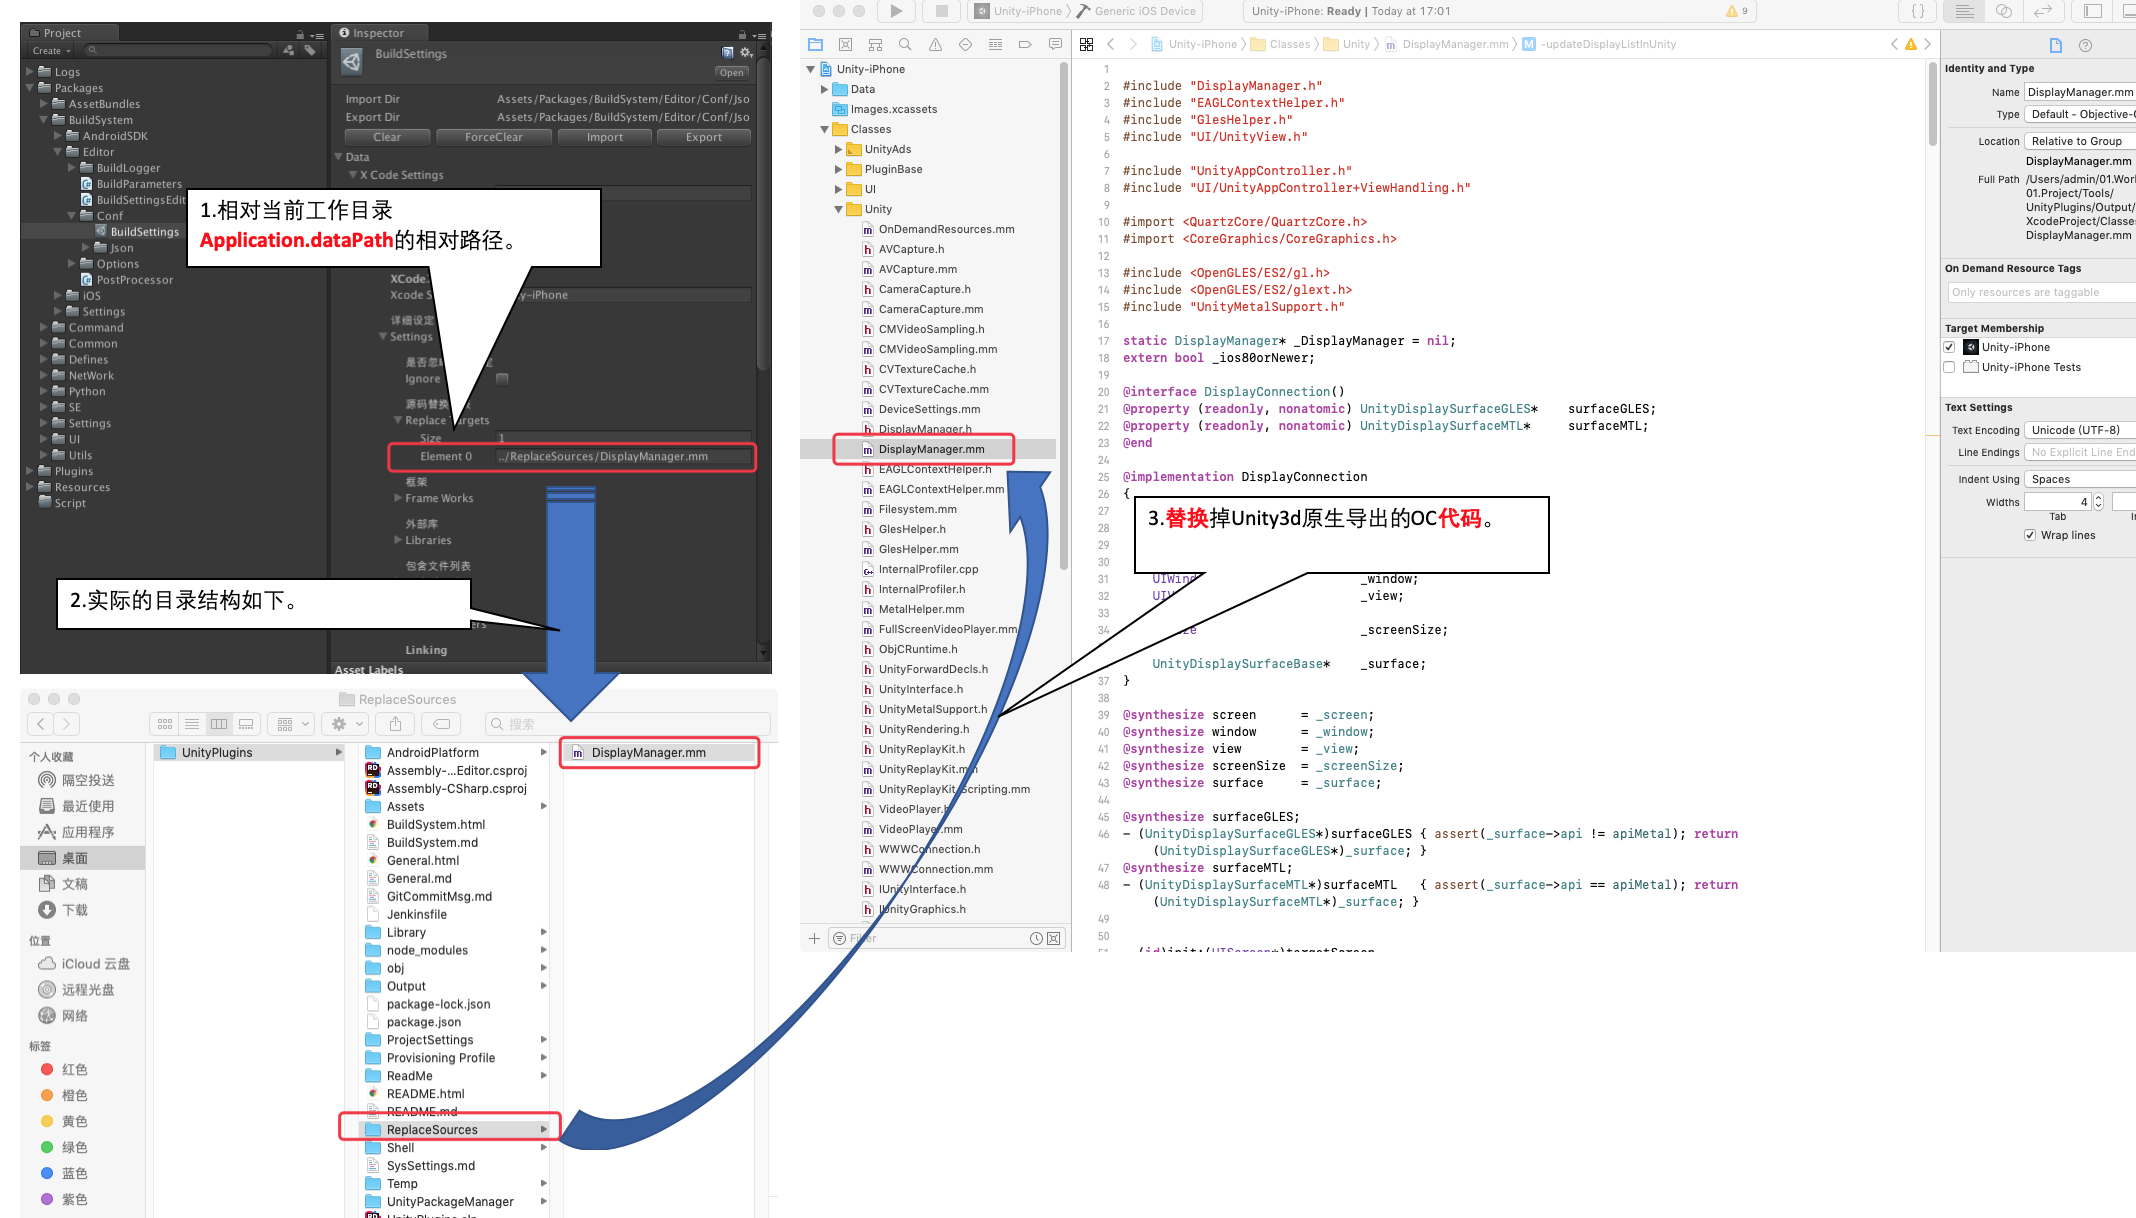 Project
Create
Logs
Packages
AssetBundles
BuildSystem
AndroidSDK
Editor
BuildLogger
BuildParameters
BuildSettingsEdit
Conf
BuildSettings
Json
Options
PostProcessor
iOS
Settings
Command
Common
Defines
NetWork
Python
SE
Settings
UI
Utils
Plugins
Resources
Script
Inspector
BuildSettings
Open
Import Dir Assets/Packages/BuildSystem/Editor/Conf/Jso
Export Dir Assets/Packages/BuildSystem/Editor/Conf/Jso
Clear ForceClear Import Export
Data
X Code Settings
1.相对当前工作目录
Application.dataPath的相对路径。
XCode
Xcode S y-iPhone
详细设定
Settings
是否忽
Ignore
源码替换
Replace Targets
Size 1
Element 0 ../ReplaceSources/DisplayManager.mm
框架
Frame Works
外部库
Libraries
包含文件列表
2.实际的目录结构如下。
Linking
Asset Labels
ReplaceSources
搜索
个人收藏
隔空投送
最近使用
应用程序
桌面
文稿
下载
位置
iCloud 云盘
远程光盘
网络
标签
红色
橙色
黄色
绿色
蓝色
紫色
UnityPlugins
AndroidPlatform
Assembly-...Editor.csproj
Assembly-CSharp.csproj
Assets
BuildSystem.html
BuildSystem.md
General.html
General.md
GitCommitMsg.md
Jenkinsfile
Library
node_modules
obj
Output
package-lock.json
package.json
ProjectSettings
Provisioning Profile
ReadMe
README.html
README.md
ReplaceSources
Shell
SysSettings.md
Temp
UnityPackageManager
UnityPlugins.sln
DisplayManager.mm
Unity-iPhone Generic iOS Device
Unity-iPhone: Ready | Today at 17:01
9
Unity-iPhone
Data
Images.xcassets
Classes
UnityAds
PluginBase
UI
Unity
OnDemandResources.mm
AVCapture.h
AVCapture.mm
CameraCapture.h
CameraCapture.mm
CMVideoSampling.h
CMVideoSampling.mm
CVTextureCache.h
CVTextureCache.mm
DeviceSettings.mm
DisplayManager.h
DisplayManager.mm
EAGLContextHelper.h
EAGLContextHelper.mm
Filesystem.mm
GlesHelper.h
GlesHelper.mm
InternalProfiler.cpp
InternalProfiler.h
MetalHelper.mm
FullScreenVideoPlayer.mm
ObjCRuntime.h
UnityForwardDecls.h
UnityInterface.h
UnityMetalSupport.h
UnityRendering.h
UnityReplayKit.h
UnityReplayKit.mm
UnityReplayKit_Scripting.mm
VideoPlayer.h
VideoPlayer.mm
WWWConnection.h
WWWConnection.mm
IUnityInterface.h
IUnityGraphics.h
Filter
Unity-iPhone Classes Unity DisplayManager.mm M -updateDisplayListInUnity
1
2 #include "DisplayManager.h"
3 #include "EAGLContextHelper.h"
4 #include "GlesHelper.h"
5 #include "UI/UnityView.h"
6
7 #include "UnityAppController.h"
8 #include "UI/UnityAppController+ViewHandling.h"
9
10 #import <QuartzCore/QuartzCore.h>
11 #import <CoreGraphics/CoreGraphics.h>
12
13 #include <OpenGLES/ES2/gl.h>
14 #include <OpenGLES/ES2/glext.h>
15 #include "UnityMetalSupport.h"
16
17 static DisplayManager* _DisplayManager = nil;
18 extern bool _ios80orNewer;
19
20 @interface DisplayConnection()
21 @property (readonly, nonatomic) UnityDisplaySurfaceGLES* surfaceGLES;
22 @property (readonly, nonatomic) UnityDisplaySurfaceMTL* surfaceMTL;
23 @end
24
25 @implementation DisplayConnection
26 {
27
28
29
30
3.替换掉Unity3d原生导出的OC代码。
31 UIWind _window;
32 UIV _view;
33
34 ize _screenSize;
UnityDisplaySurfaceBase* _surface;
37 }
38
39 @synthesize screen = _screen;
40 @synthesize window = _window;
41 @synthesize view = _view;
42 @synthesize screenSize = _screenSize;
43 @synthesize surface = _surface;
44
45 @synthesize surfaceGLES;
46 - (UnityDisplaySurfaceGLES*)surfaceGLES { assert(_surface->api != apiMetal); return
(UnityDisplaySurfaceGLES*)_surface; }
47 @synthesize surfaceMTL;
48 - (UnityDisplaySurfaceMTL*)surfaceMTL { assert(_surface->api == apiMetal); return
(UnityDisplaySurfaceMTL*)_surface; }
49
50
51 - (id)init:(UIScreen*)targetScreen
Identity and Type
Name DisplayManager.mm
Type Default - Objective-C
Location Relative to Group
DisplayManager.mm
Full Path /Users/admin/01.Work
01.Project/Tools/
UnityPlugins/Output/
XcodeProject/Classes
DisplayManager.mm
On Demand Resource Tags
Only resources are taggable
Target Membership
Unity-iPhone
Unity-iPhone Tests
Text Settings
Text Encoding Unicode (UTF-8)
Line Endings No Explicit Line End
Indent Using Spaces
Widths 4
Tab
Wrap lines